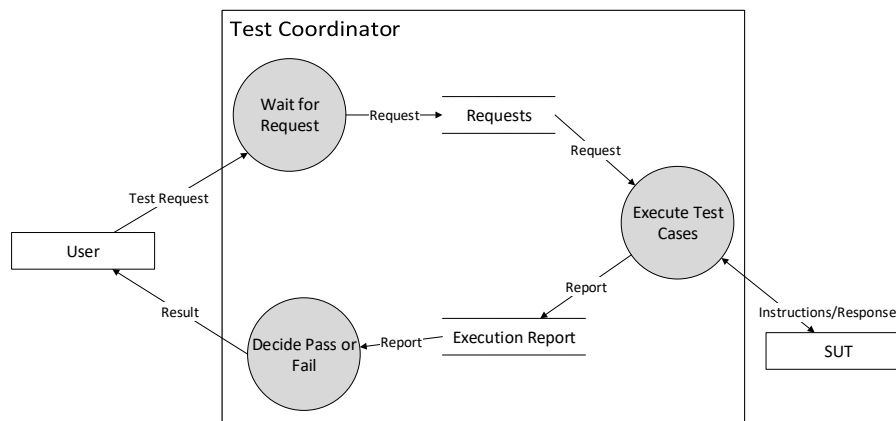 Test Coordinator
Wait for
Request
Request
Requests
Request
Test Request
Execute Test
Cases
User
Report
Result
Instructions/Response
Decide Pass or
Fail
Report
Execution Report
SUT